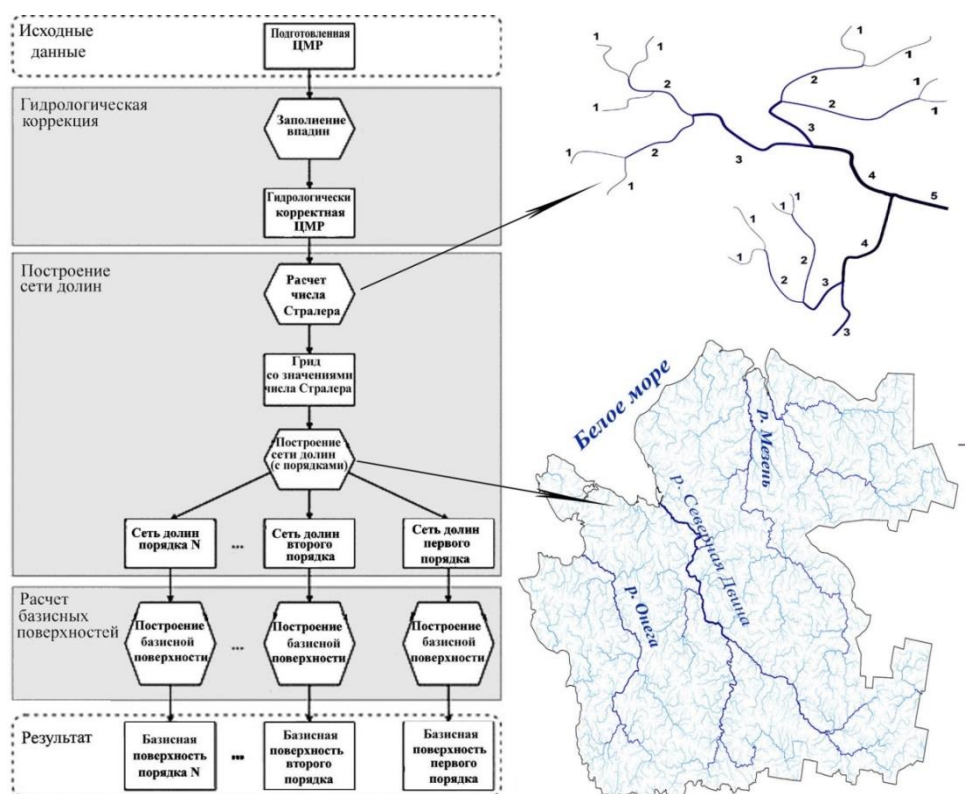 Исходные
данные
Подготовленная
ЦМР
Гидрологическая
коррекция
Заполнение
впадин
Гидрологически
корректная
ЦМР
Построение
сети долин
Расчет
числа
Стралера
Грид
со значениями
числа Стралера
Построение
сети долин
(с порядками)
Сеть долин
порядка N
...
Сеть долин
второго
порядка
Сеть долин
первого
порядка
Расчет
базисных
поверхностей
Построение
базисной
поверхности
...
Построение
базисной
поверхности
Построение
базисной
поверхности
Результат
Базисная
поверхность
порядка N
...
Базисная
поверхность
второго
порядка
Базисная
поверхность
первого
порядка
1
1
1
1
2
2
1
1
1
1
2
2
3
1
1
3
4
5
1
1
1
1
2
2
3
4
3
Белое море
р. Мезень
р. Северная Двина
р. Онега